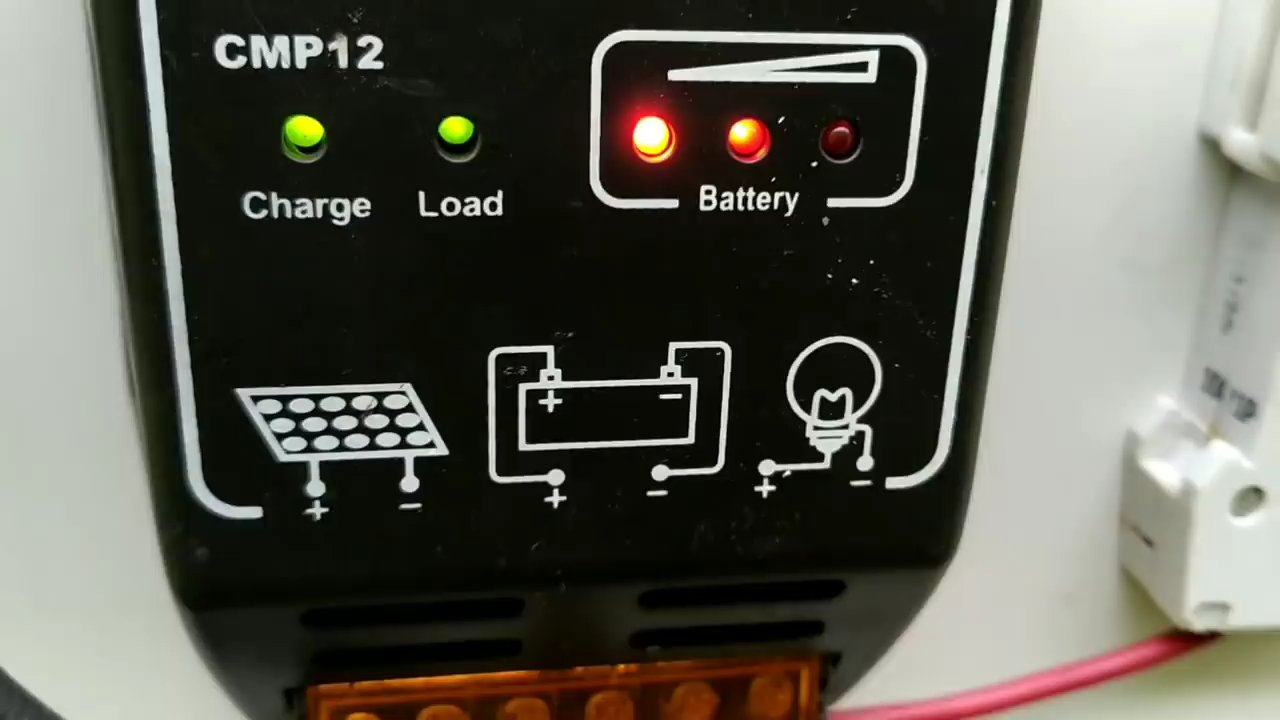 CMP12
Charge
Load
Battery
+ −
+ −
+ −
+ −